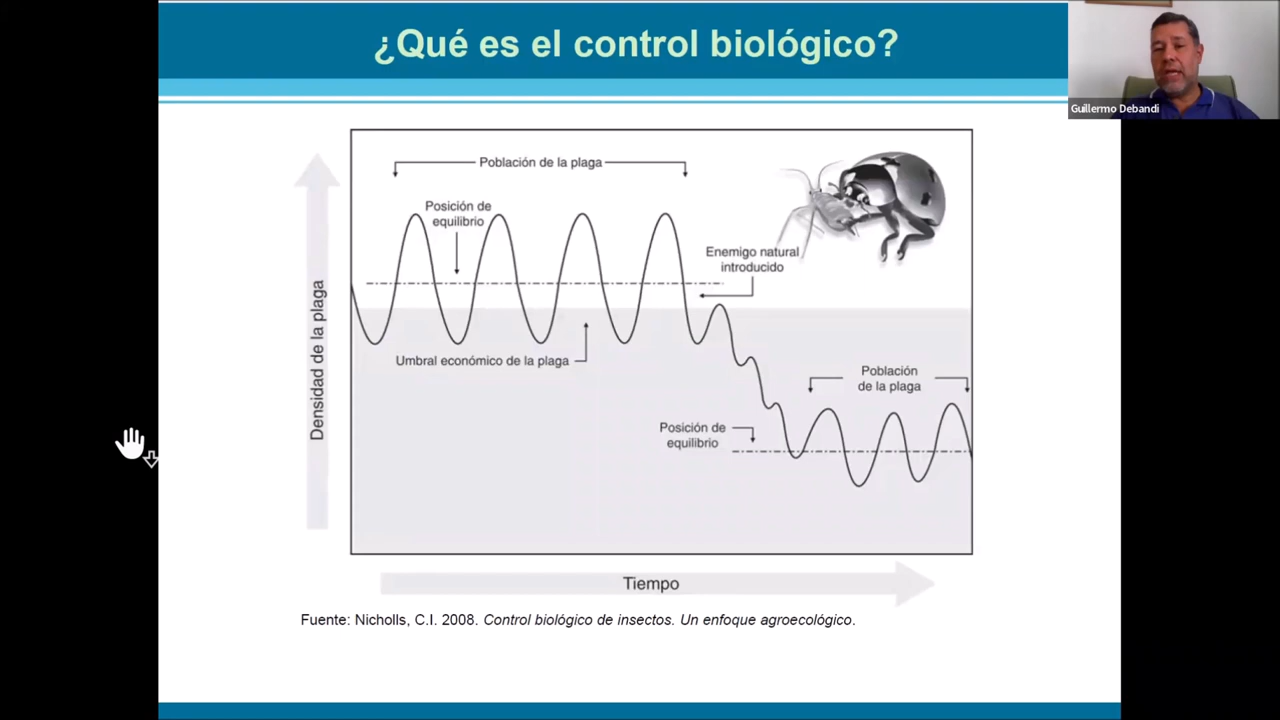 ¿Qué es el control biológico?
Guillermo Debandi
Población de la plaga
Posición de
equilibrio
Enemigo natural
introducido
Umbral económico de la plaga
Población
de la plaga
Posición de
equilibrio
Densidad de la plaga
Tiempo
Fuente: Nicholls, C.I. 2008. Control biológico de insectos. Un enfoque agroecológico.